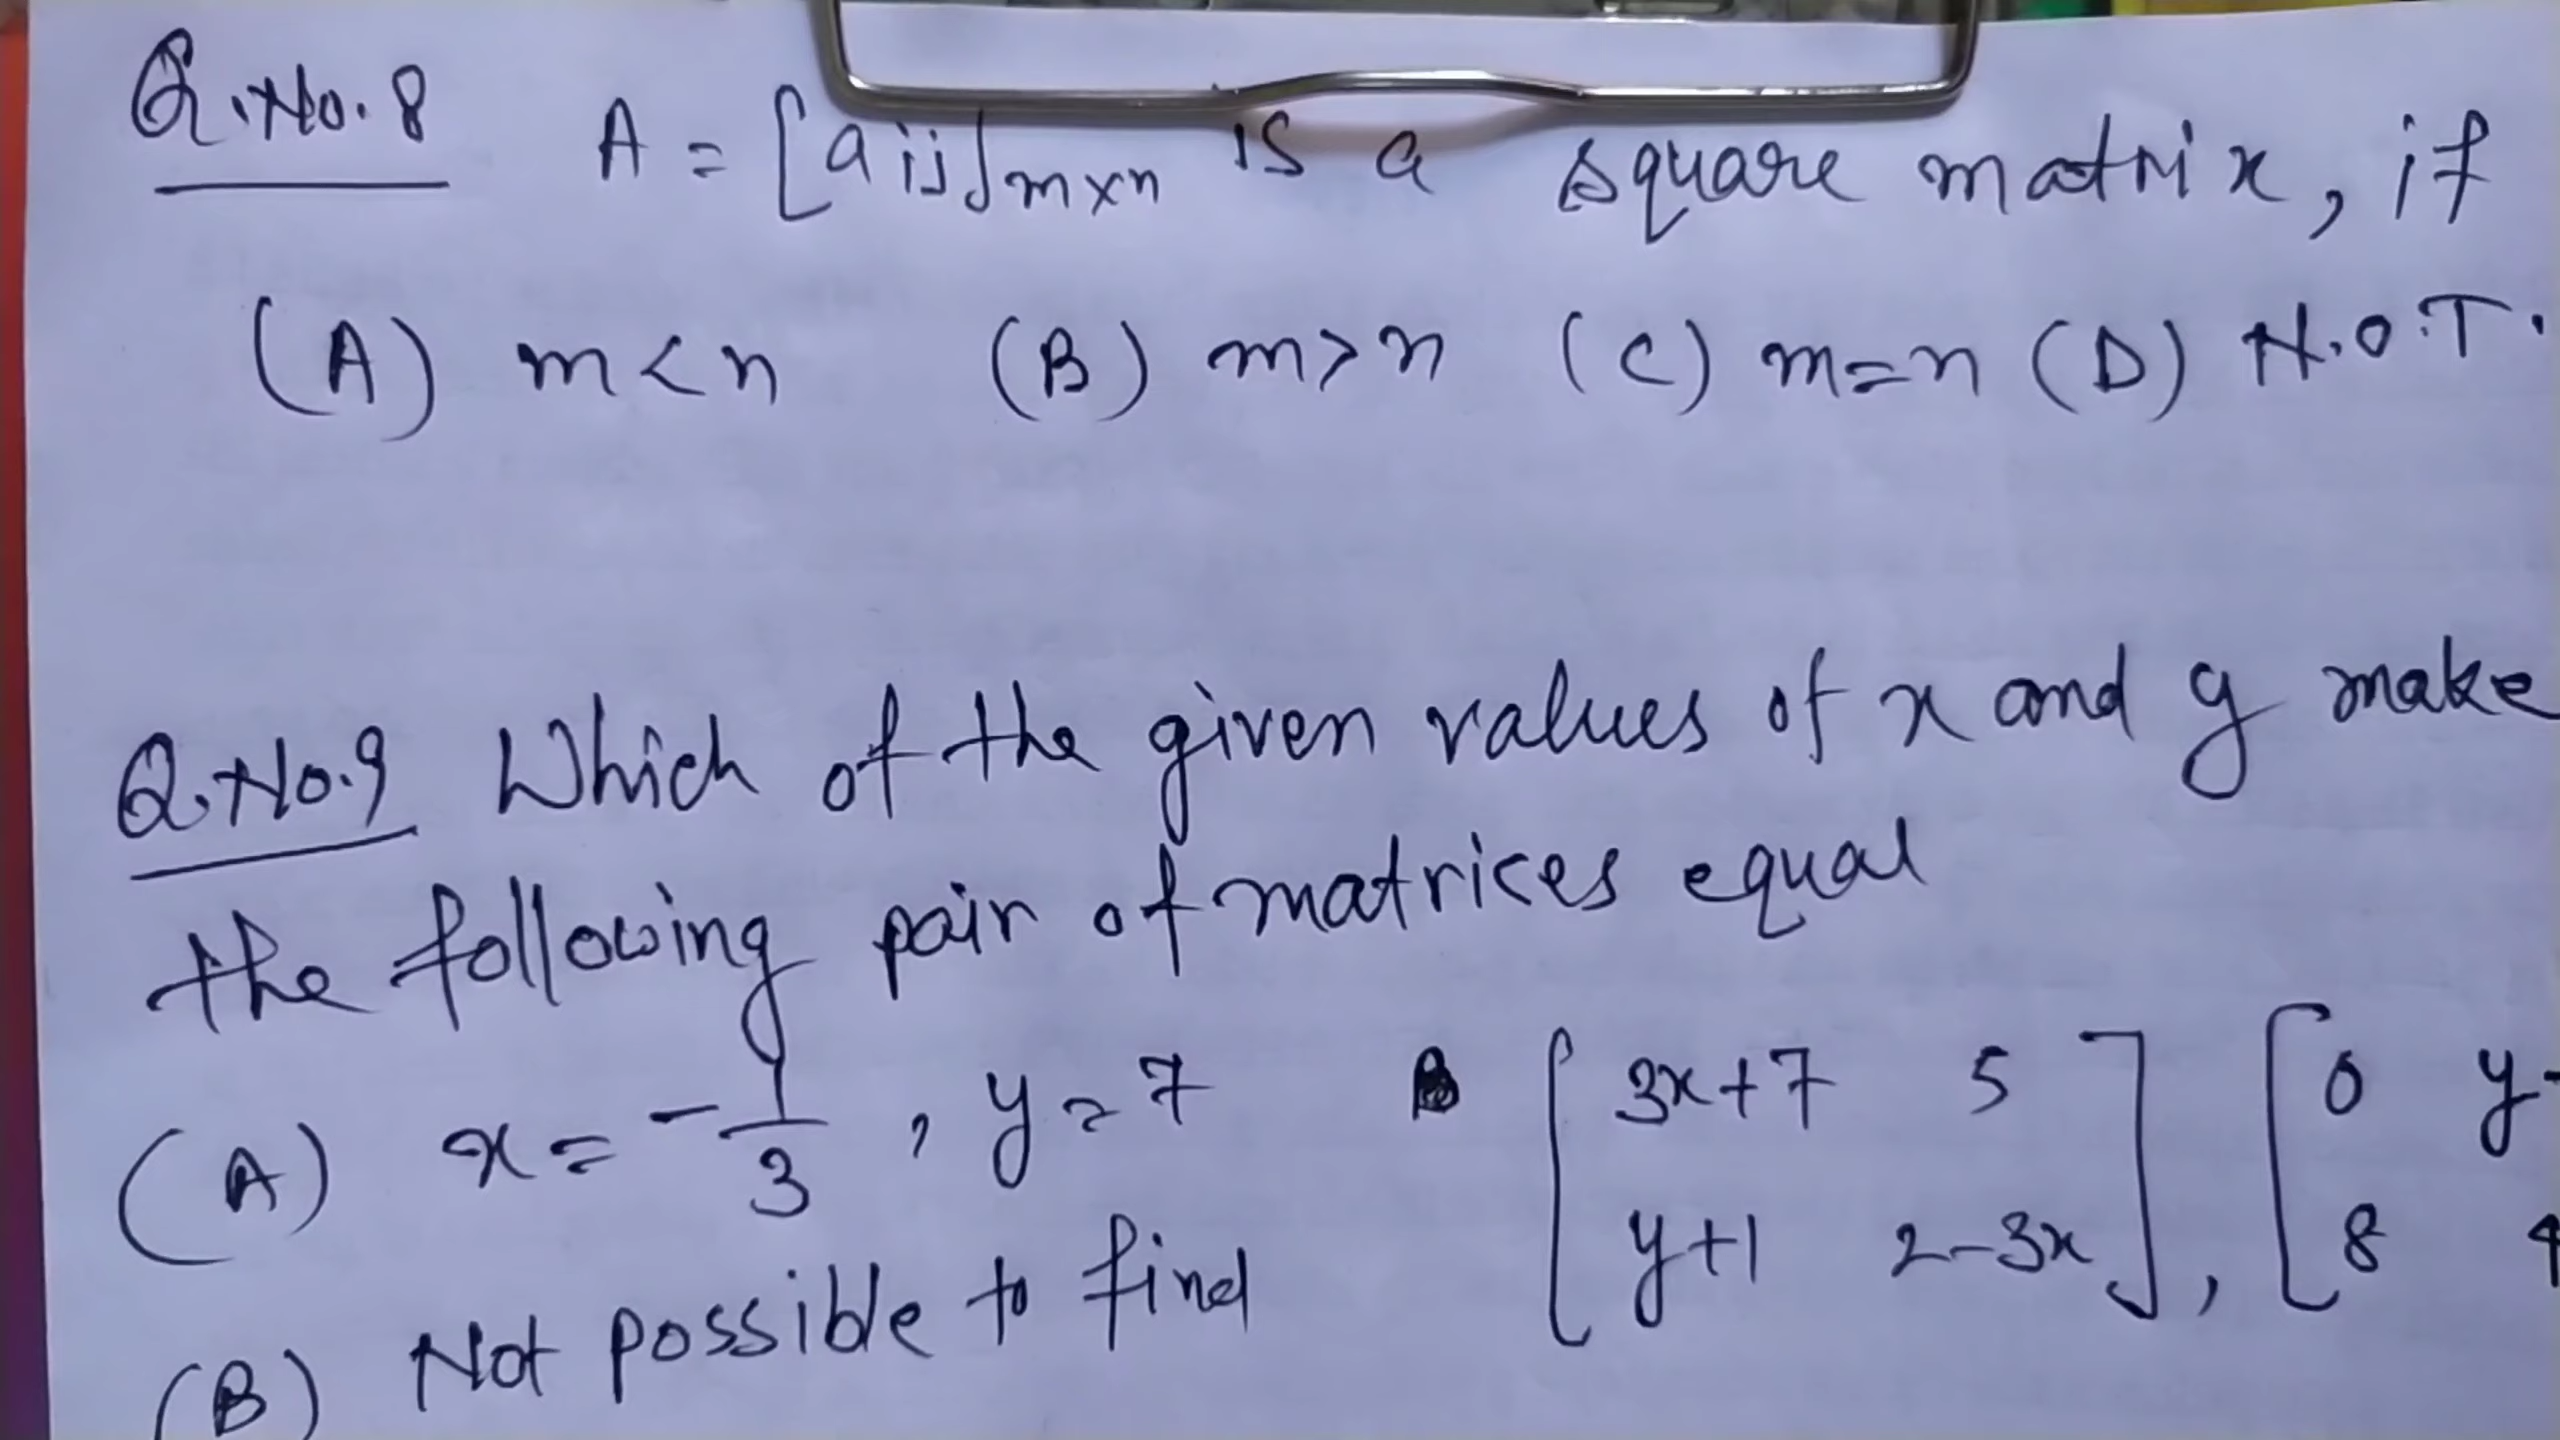 Q.No.8 A = [aij]m×n is a square matrix, if
(A) m<n (B) m>n (C) m=n (D) N.O.T.
Q.No.9 Which of the given values of x and y make
the following pair of matrices equal
(A) x = -1/3 , y = 7 [3x+7 5 / y+1 2-3x] , [0 y- / 8 4
(B) Not possible to find